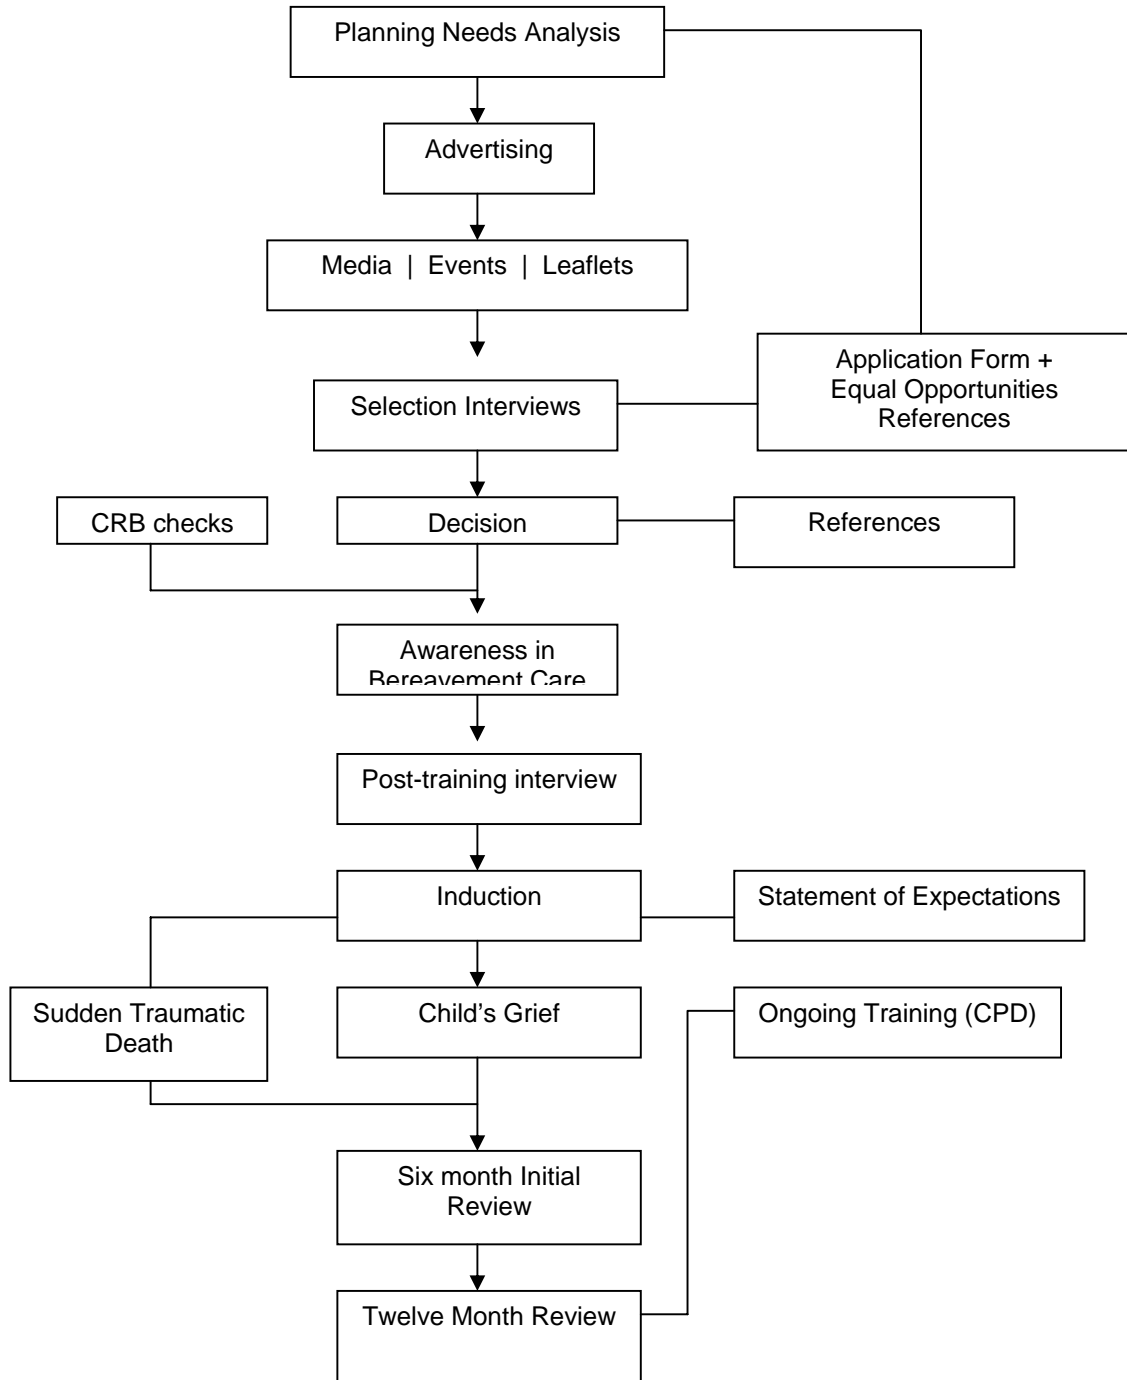 Planning Needs Analysis
Advertising
Media | Events | Leaflets
Application Form +
Equal Opportunities
References
Selection Interviews
CRB checks
Decision
References
Awareness in
Bereavement Care
Post-training interview
Induction
Statement of Expectations
Sudden Traumatic
Death
Child’s Grief
Ongoing Training (CPD)
Six month Initial
Review
Twelve Month Review